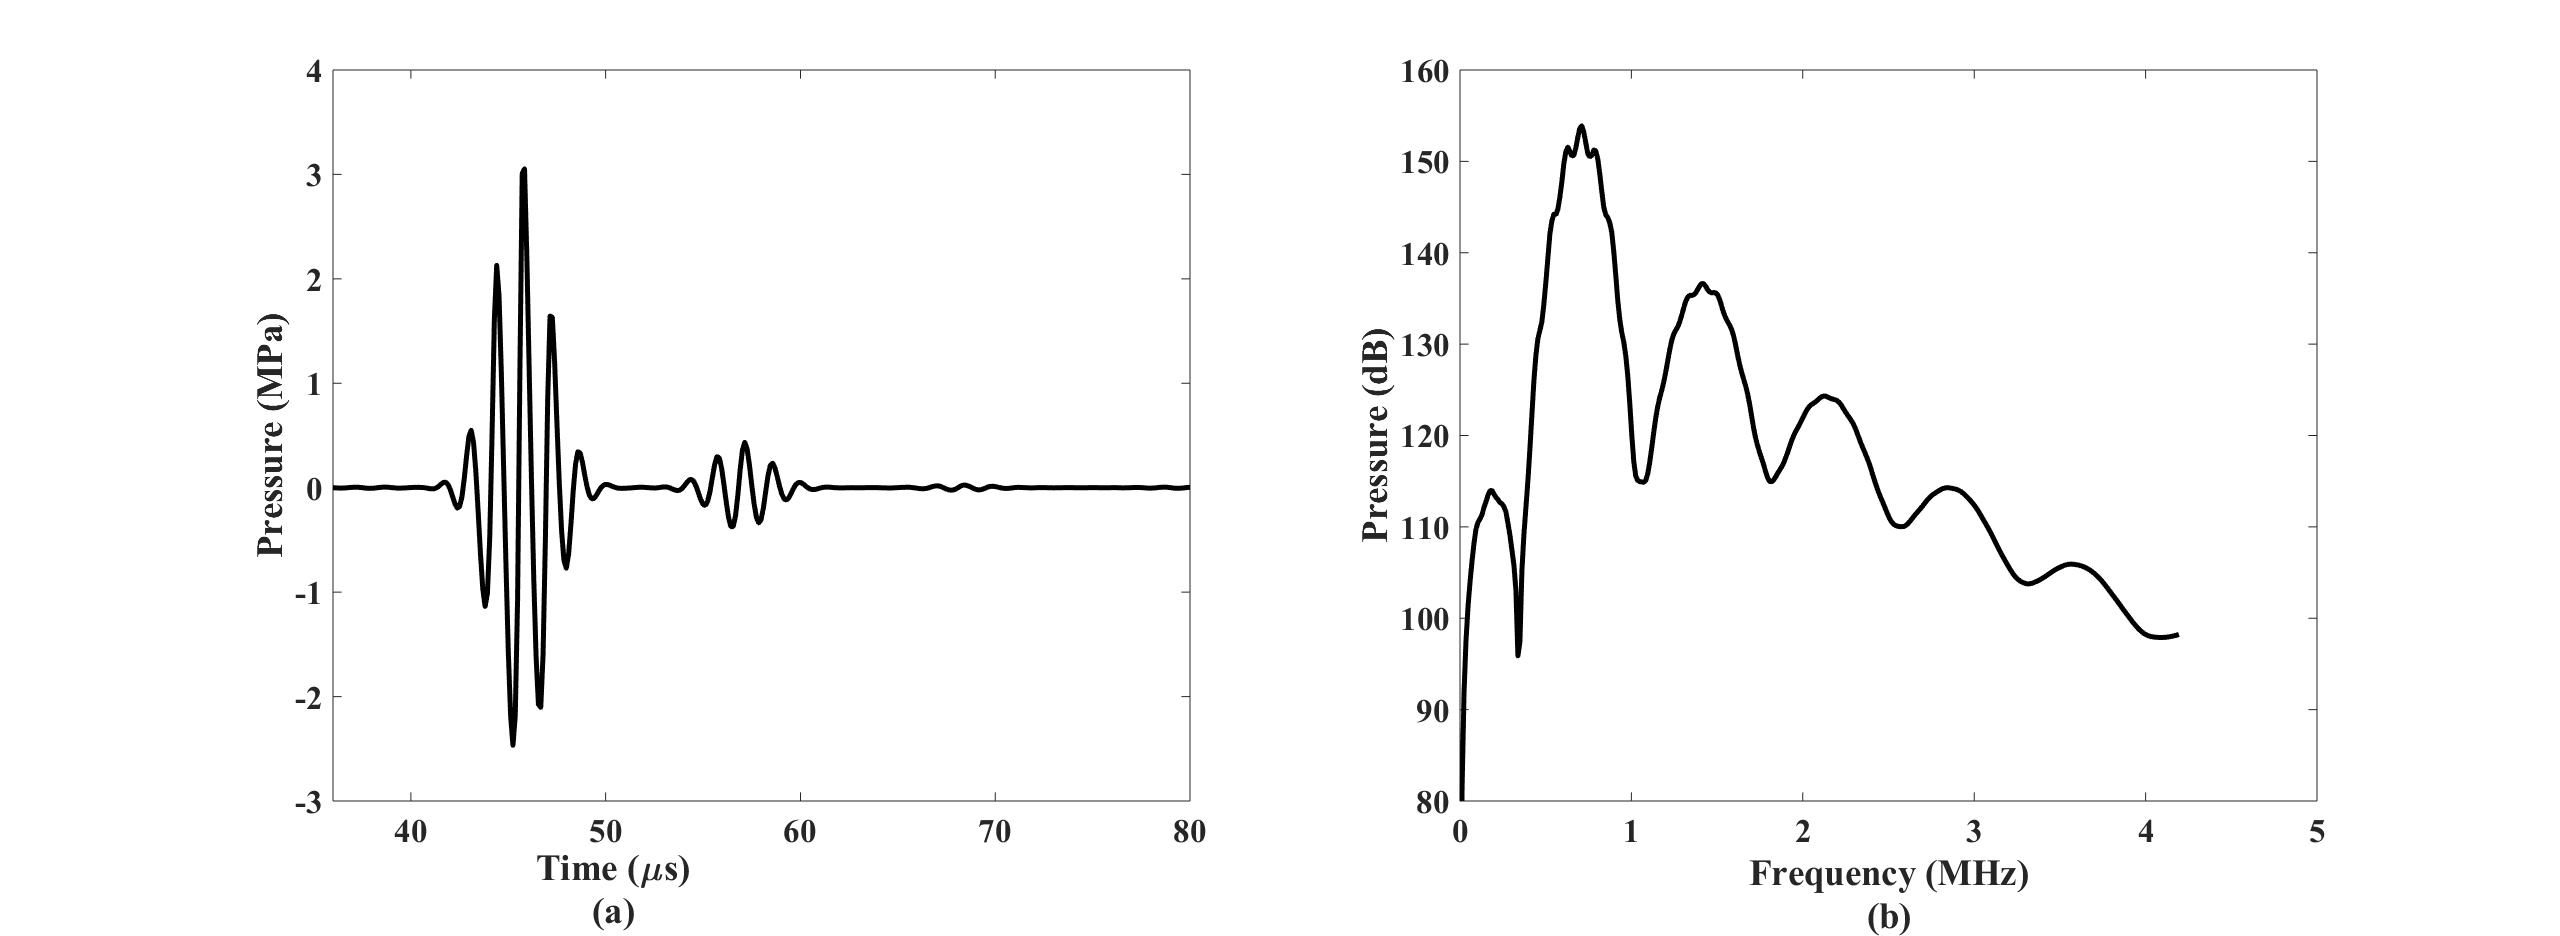 4
3
2
1
0
-1
-2
-3
Pressure (MPa)
40 50 60 70 80
Time (μs)
(a)
160
150
140
130
120
110
100
90
80
Pressure (dB)
0 1 2 3 4 5
Frequency (MHz)
(b)